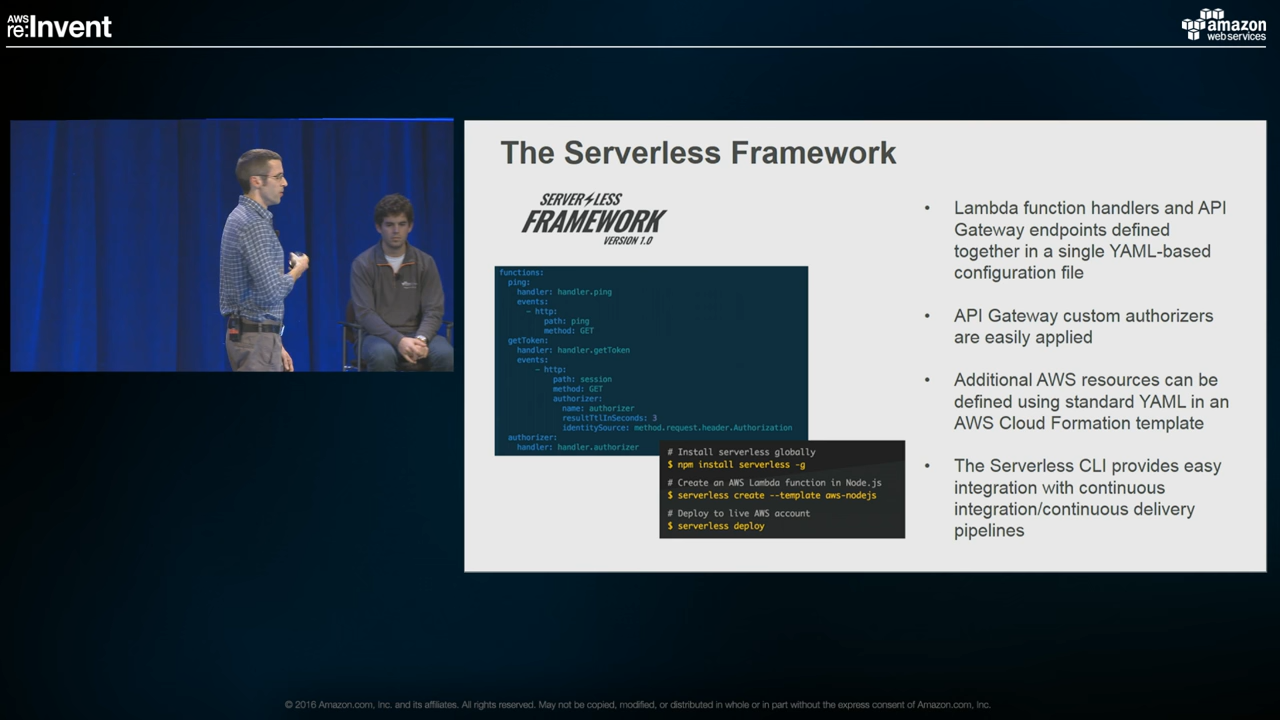 AWS
re:Invent
amazon
web services
The Serverless Framework
SERVERLESS
FRAMEWORK
VERSION 1.0
functions:
ping:
handler: handler.ping
events:
- http:
path: ping
method: GET
getToken:
handler: handler.getToken
events:
- http:
path: session
method: GET
authorizer:
name: authorizer
resultTtlInSeconds: 3
identitySource: method.request.header.Authorization
authorizer:
handler: handler.authorizer
# Install serverless globally
$ npm install serverless -g
# Create an AWS Lambda function in Node.js
$ serverless create --template aws-nodejs
# Deploy to live AWS account
$ serverless deploy
• Lambda function handlers and API
Gateway endpoints defined
together in a single YAML-based
configuration file
• API Gateway custom authorizers
are easily applied
• Additional AWS resources can be
defined using standard YAML in an
AWS Cloud Formation template
• The Serverless CLI provides easy
integration with continuous
integration/continuous delivery
pipelines
© 2016 Amazon.com, Inc. and its affiliates. All rights reserved. May not be copied, modified, or distributed in whole or in part without the express consent of Amazon.com, Inc.